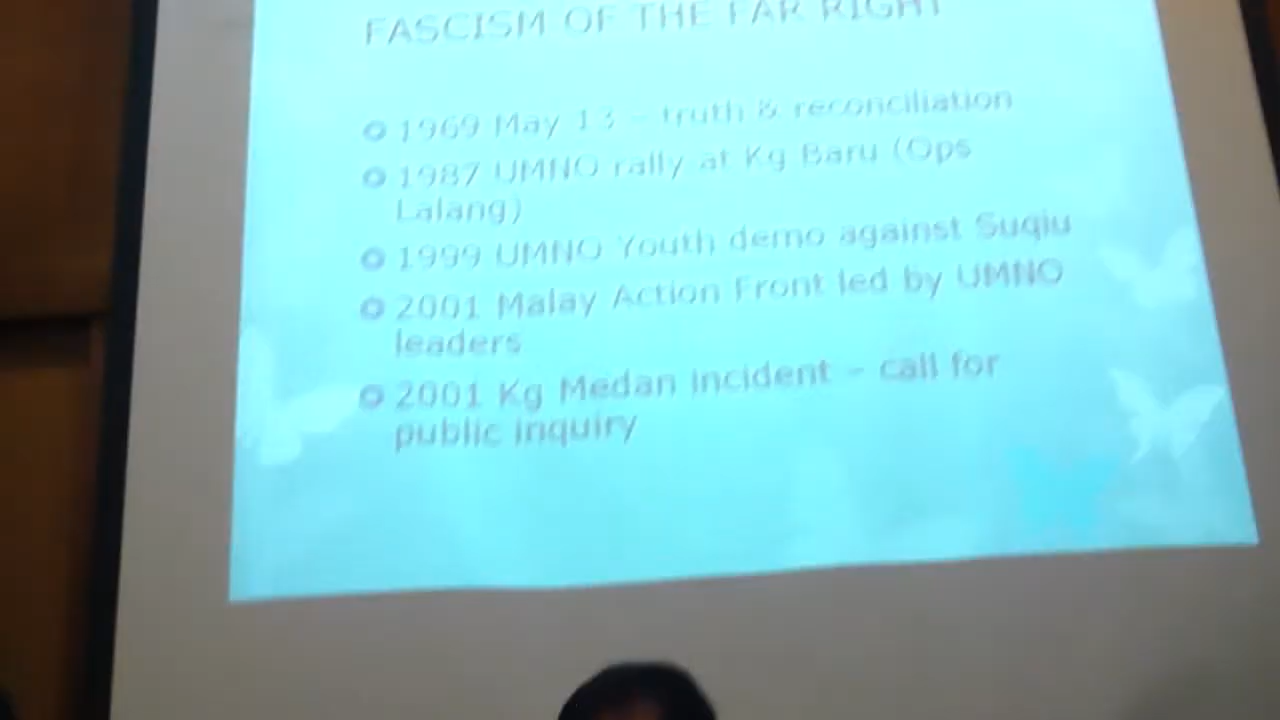 FASCISM OF THE FAR RIGHT
1969 May 13 – truth & reconciliation
1987 UMNO rally at Kg Baru (Ops
Lalang)
1999 UMNO Youth demo against Suqiu
2001 Malay Action Front led by UMNO
leaders
2001 Kg Medan incident – call for
public inquiry